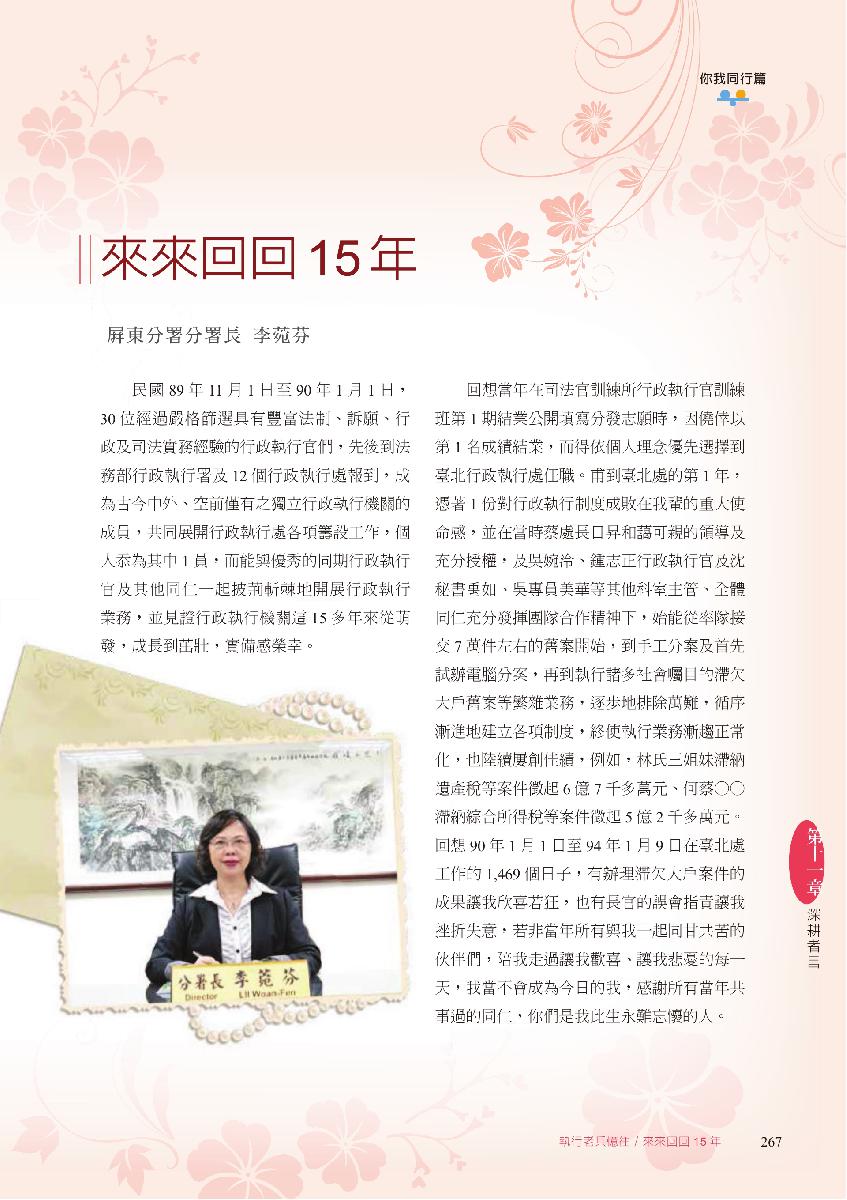 你我同行篇
來來回回 15 年
屏東分署分署長 李菀芬
民國 89 年 11 月 1 日至 90 年 1 月 1 日，
30 位經過嚴格篩選具有豐富法制、訴願、行
政及司法實務經驗的行政執行官們，先後到法
務部行政執行署及 12 個行政執行處報到，成
為古今中外、空前僅有之獨立行政執行機關的
成員，共同展開行政執行處各項籌設工作，個
人忝為其中 1 員，而能與優秀的同期行政執行
官及其他同仁一起披荊斬棘地開展行政執行
業務，並見證行政執行機關這 15 多年來從萌
發，成長到茁壯，實備感榮幸。
分署長 李菀芬
Director LII Woan-Fen
回想當年在司法官訓練所行政執行官訓練
班第 1 期結業公開填寫分發志願時，因僥倖以
第 1 名成績結業，而得依個人理念優先選擇到
臺北行政執行處任職。甫到臺北處的第 1 年，
憑著 1 份對行政執行制度成敗在我輩的重大使
命感，並在當時蔡處長日昇和藹可親的領導及
充分授權，及吳婉泠、鍾志正行政執行官及沈
秘書勇如、吳專員美華等其他科室主管、全體
同仁充分發揮團隊合作精神下，始能從率隊接
交 7 萬件左右的舊案開始，到手工分案及首先
試辦電腦分案，再到執行諸多社會矚目的滯欠
大戶舊案等繁雜業務，逐步地排除萬難，循序
漸進地建立各項制度，終使執行業務漸趨正常
化，也陸續屢創佳績，例如，林氏三姐妹滯納
遺產稅等案件徵起 6 億 7 千多萬元、何蔡○○
滯納綜合所得稅等案件徵起 5 億 2 千多萬元。
回想 90 年 1 月 1 日至 94 年 1 月 9 日在臺北處
工作的 1,469 個日子，有辦理滯欠大戶案件的
成果讓我欣喜若狂，也有長官的誤會指責讓我
挫折失意，若非當年所有與我一起同甘共苦的
伙伴們，陪我走過讓我歡喜、讓我悲憂的每一
天，我當不會成為今日的我，感謝所有當年共
事過的同仁，你們是我此生永難忘懷的人。
第十一章
深耕者三
執行老兵憶往 / 來來回回 15 年
267